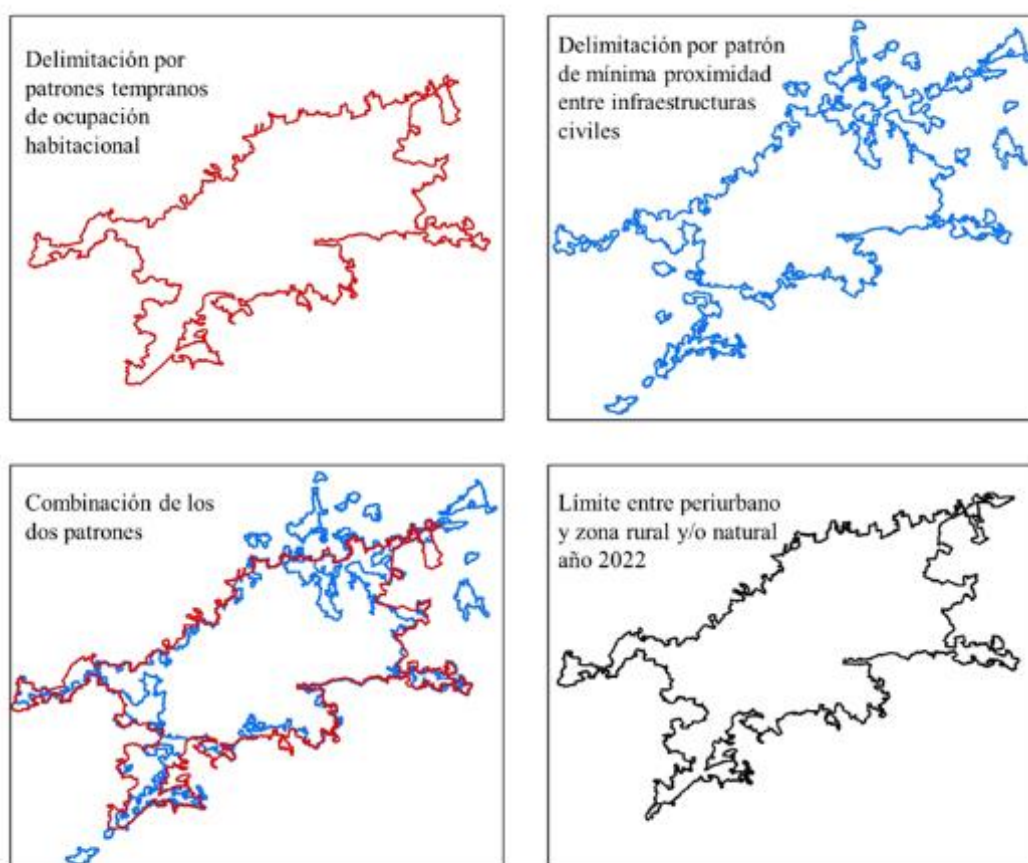 Delimitación por
patrones tempranos
de ocupación
habitacional
Delimitación por patrón
de mínima proximidad
entre infraestructuras
civiles
Combinación de los
dos patrones
Límite entre periurbano
y zona rural y/o natural
año 2022